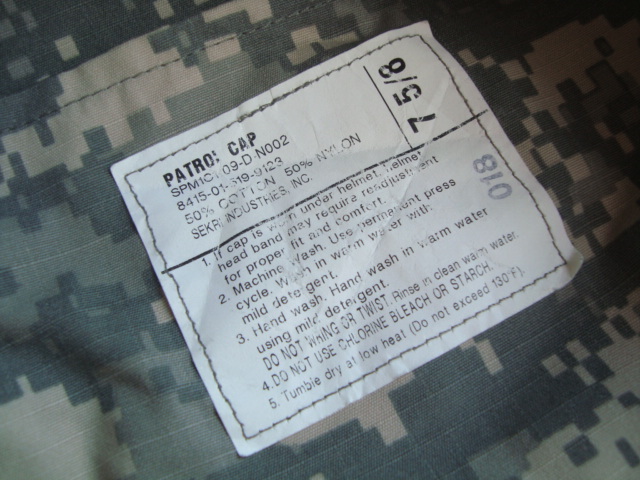 PATROL CAP
SPM1C1-09-D-N002
8415-01-519-9123
50% COTTON 50% NYLON
SEKRI INDUSTRIES, INC.
7 5/8
1. If cap is worn under helmet, helmet
head band may require readjustment
for proper fit and comfort.
2. Machine Wash. Use permanent press
cycle. Wash in warm water with
mild detergent.
3. Hand wash. Hand wash in warm water
using mild detergent.
DO NOT WRING OR TWIST. Rinse in clean warm water.
4. DO NOT USE CHLORINE BLEACH OR STARCH.
5. Tumble dry at low heat (Do not exceed 130°F).
810